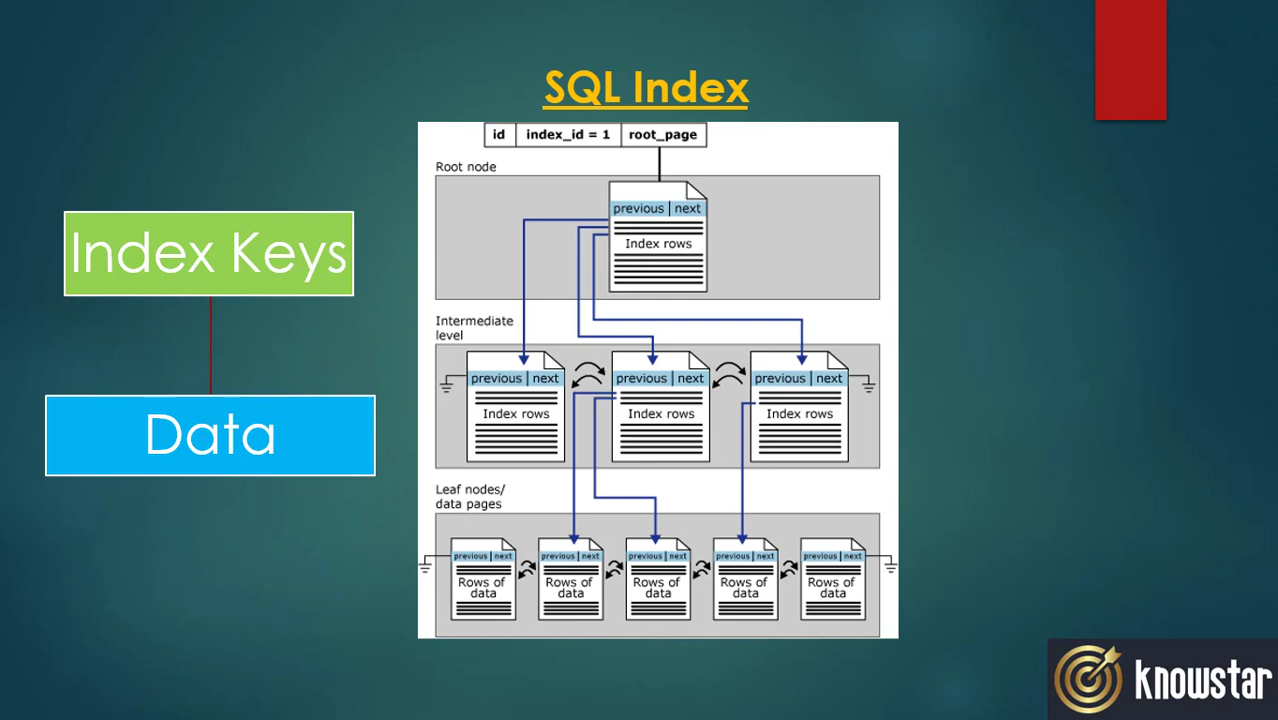 SQL Index
Index Keys
Data
id index_id = 1 root_page
Root node
previous next
Index rows
Intermediate
level
previous next previous next previous next
Index rows Index rows Index rows
Leaf nodes/
data pages
previous next previous next previous next previous next previous next
Rows of Rows of Rows of Rows of Rows of
data data data data data
knowstar